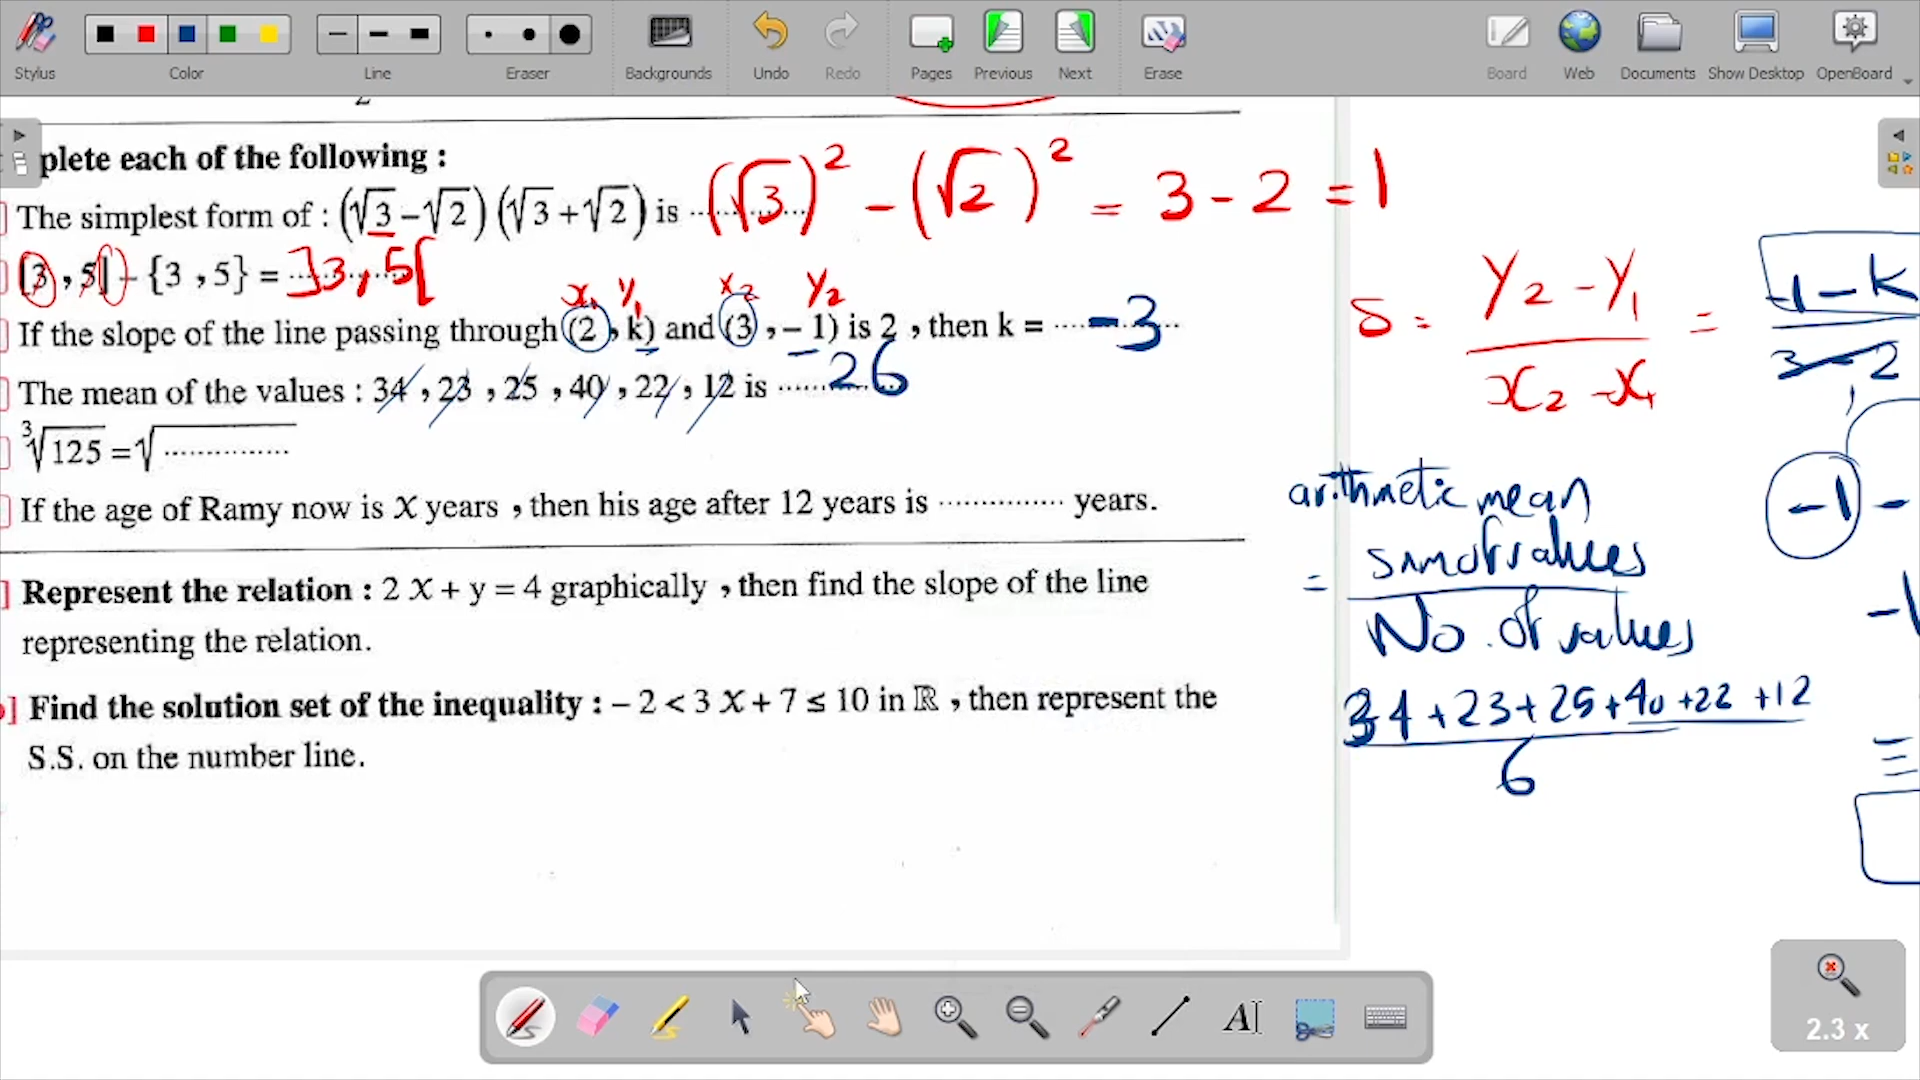 Stylus Color Line Eraser Backgrounds Undo Redo Pages Previous Next Erase Board Web Documents Show Desktop OpenBoard
plete each of the following :
The simplest form of : (√3 – √2) (√3 + √2) is ............ (√3)² - (√2)² = 3 - 2 = 1
[3 , 5] – {3 , 5} = ............ ]3, 5[
x₁ y₁ x₂ y₂
If the slope of the line passing through (2 , k) and (3 , – 1) is 2 , then k = ............ -3
S = y₂ - y₁ / x₂ - x₁ = -1 - k / 3 - 2
The mean of the values : 34 , 23 , 25 , 40 , 22 , 12 is ............ 26
³√125 = √..............
If the age of Ramy now is X years , then his age after 12 years is .............. years.
arithmetic mean
= sum of values / No. of values
-1 -
Represent the relation : 2 X + y = 4 graphically , then find the slope of the line
representing the relation.
Find the solution set of the inequality : – 2 < 3 X + 7 ≤ 10 in ℝ , then represent the
S.S. on the number line.
34 + 23 + 25 + 40 + 22 + 12
6
2.3 x